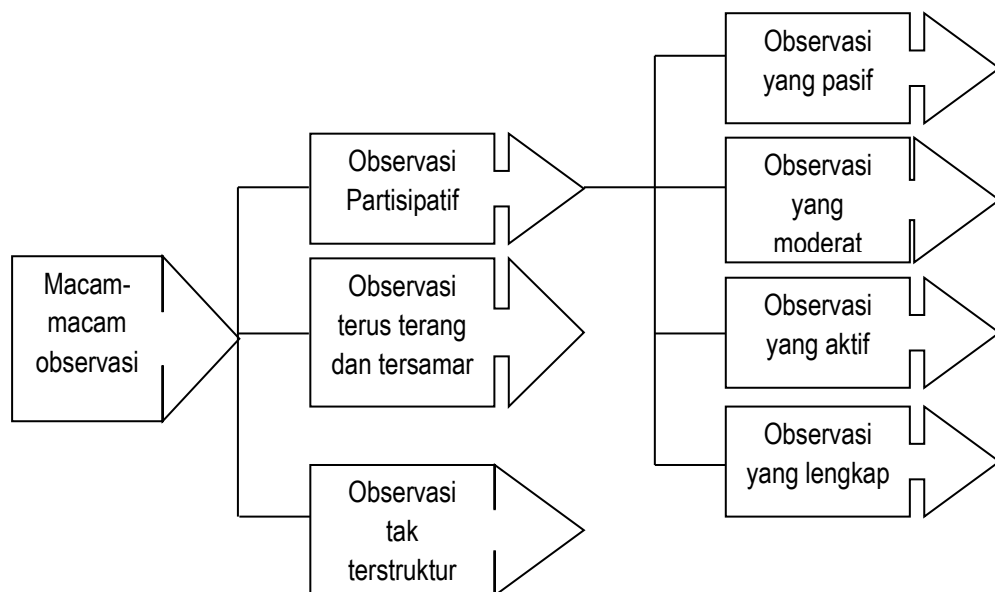 Macam-
macam
observasi
Observasi
Partisipatif
Observasi
terus terang
dan tersamar
Observasi
tak
terstruktur
Observasi
yang pasif
Observasi
yang
moderat
Observasi
yang aktif
Observasi
yang lengkap